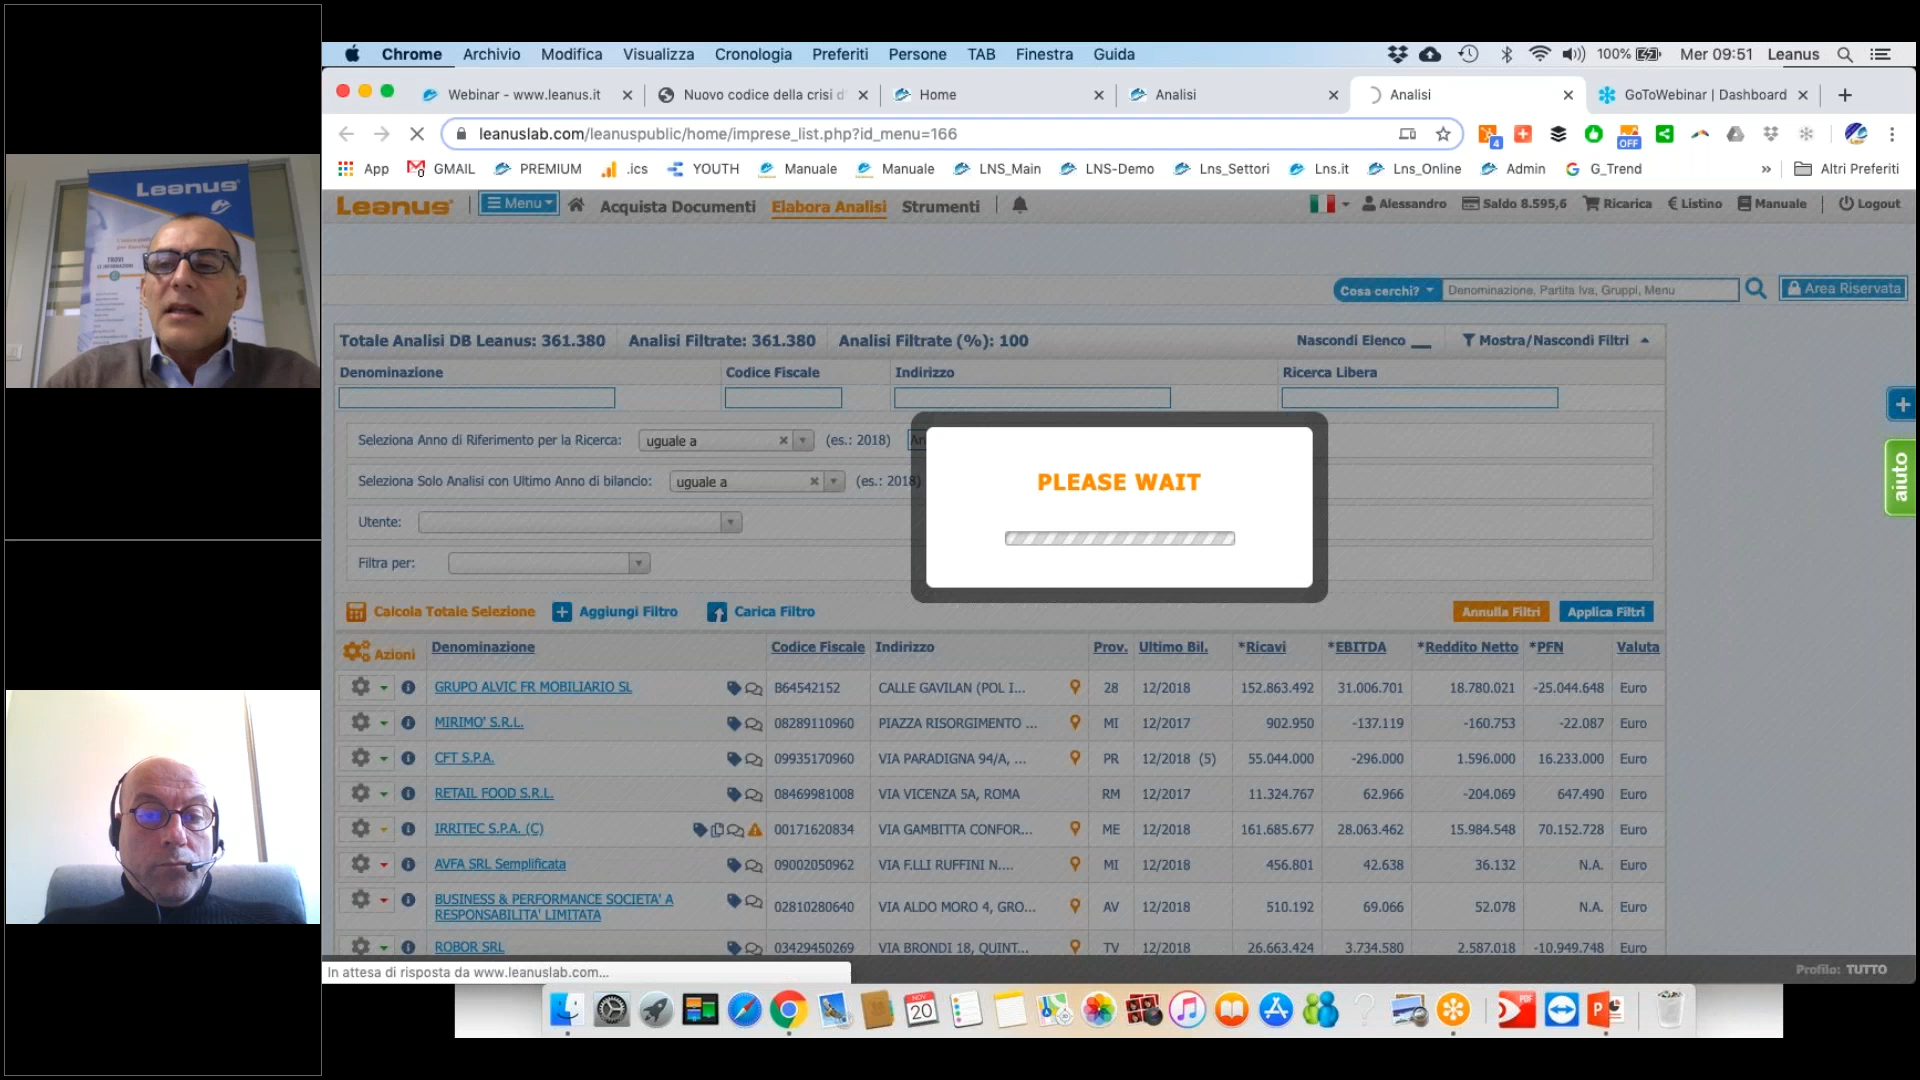 Leanus
TROVI
LE INFORMAZIONI
Chrome Archivio Modifica Visualizza Cronologia Preferiti Persone TAB Finestra Guida
100% Mer 09:51 Leanus
Webinar - www.leanus.it
Nuovo codice della crisi d'
Home
Analisi
Analisi
GoToWebinar | Dashboard
leanuslab.com/leanuspublic/home/imprese_list.php?id_menu=166
4 OFF
App GMAIL PREMIUM .ics YOUTH Manuale Manuale LNS_Main LNS-Demo Lns_Settori Lns.it Lns_Online Admin G_Trend » Altri Preferiti
Leanus Menu Acquista Documenti Elabora Analisi Strumenti
Alessandro Saldo 8.595,6 Ricarica € Listino Manuale Logout
Cosa cerchi? Denominazione, Partita Iva, Gruppi, Menu Area Riservata
Totale Analisi DB Leanus: 361.380 Analisi Filtrate: 361.380 Analisi Filtrate (%): 100 Nascondi Elenco Mostra/Nascondi Filtri
Denominazione Codice Fiscale Indirizzo Ricerca Libera
Seleziona Anno di Riferimento per la Ricerca: uguale a (es.: 2018) An
Seleziona Solo Analisi con Ultimo Anno di bilancio: uguale a (es.: 2018)
Utente:
Filtra per:
PLEASE WAIT
aiuto
Calcola Totale Selezione Aggiungi Filtro Carica Filtro Annulla Filtri Applica Filtri
Azioni Denominazione Codice Fiscale Indirizzo Prov. Ultimo Bil. *Ricavi *EBITDA *Reddito Netto *PFN Valuta
GRUPO ALVIC FR MOBILIARIO SL B64542152 CALLE GAVILAN (POL I... 28 12/2018 152.863.492 31.006.701 18.780.021 -25.044.648 Euro
MIRIMO' S.R.L. 08289110960 PIAZZA RISORGIMENTO ... MI 12/2017 902.950 -137.119 -160.753 -22.087 Euro
CFT S.P.A. 09935170960 VIA PARADIGNA 94/A, ... PR 12/2018 (5) 55.044.000 -296.000 1.596.000 16.233.000 Euro
RETAIL FOOD S.R.L. 08469981008 VIA VICENZA 5A, ROMA RM 12/2017 11.324.767 62.966 -204.069 647.490 Euro
IRRITEC S.P.A. (C) 00171620834 VIA GAMBITTA CONFOR... ME 12/2018 161.685.677 28.063.462 15.984.548 70.152.728 Euro
AVFA SRL Semplificata 09002050962 VIA F.LLI RUFFINI N.... MI 12/2018 456.801 42.638 36.132 N.A. Euro
BUSINESS & PERFORMANCE SOCIETA' A
RESPONSABILITA' LIMITATA 02810280640 VIA ALDO MORO 4, GRO... AV 12/2018 510.192 69.066 52.078 N.A. Euro
ROBOR SRL 03429450269 VIA BRONDI 18, QUINT... TV 12/2018 26.663.424 3.734.580 2.587.018 -10.949.748 Euro
In attesa di risposta da www.leanuslab.com...
Profilo: TUTTO
NOV
20
PDF